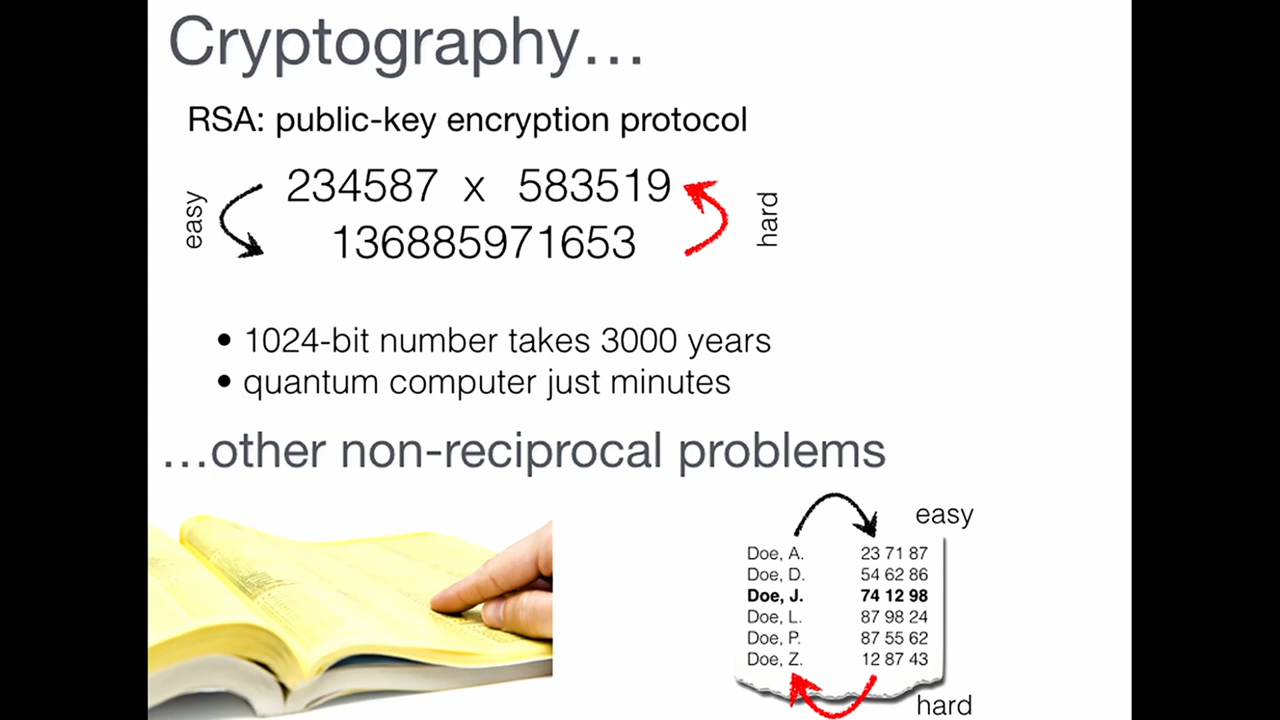 Cryptography...
RSA: public-key encryption protocol
easy
234587 x 583519
136885971653
hard
• 1024-bit number takes 3000 years
• quantum computer just minutes
...other non-reciprocal problems
easy
Doe, A. 23 71 87
Doe, D. 54 62 86
Doe, J. 74 12 98
Doe, L. 87 98 24
Doe, P. 87 55 62
Doe, Z. 12 87 43
hard